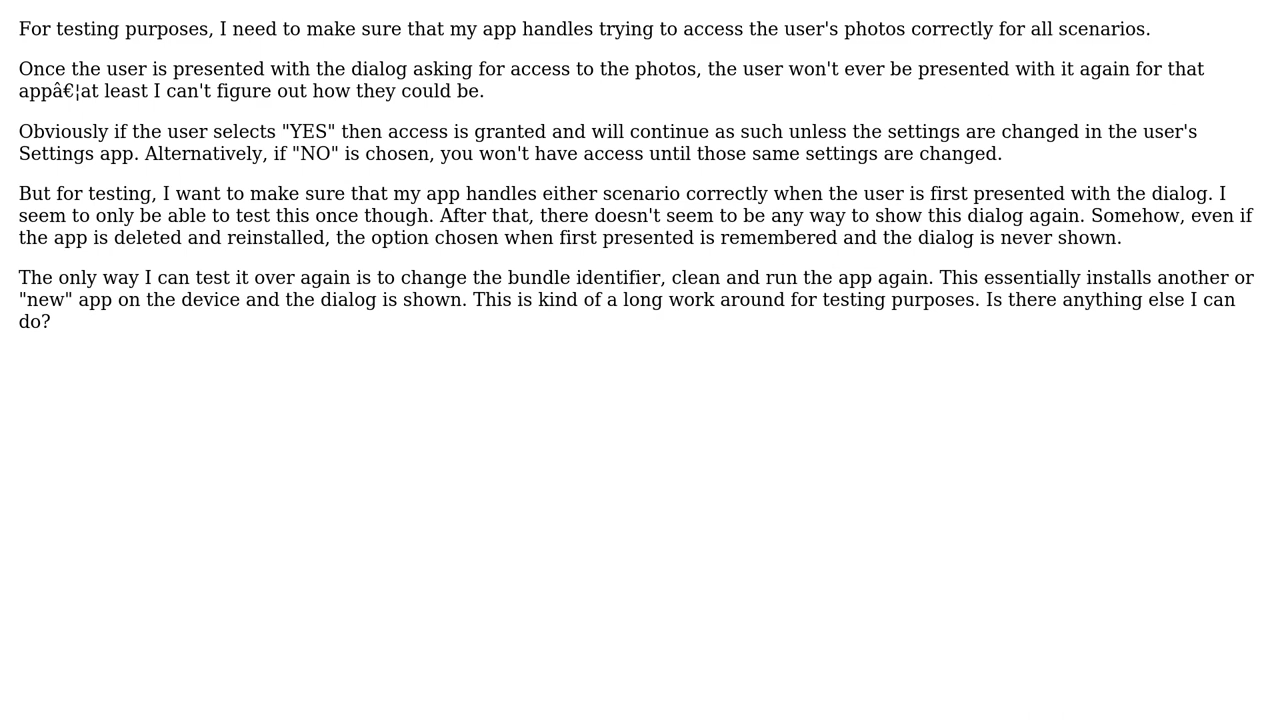 For testing purposes, I need to make sure that my app handles trying to access the user's photos correctly for all scenarios.
Once the user is presented with the dialog asking for access to the photos, the user won't ever be presented with it again for that
appâ€¦at least I can't figure out how they could be.
Obviously if the user selects "YES" then access is granted and will continue as such unless the settings are changed in the user's
Settings app. Alternatively, if "NO" is chosen, you won't have access until those same settings are changed.
But for testing, I want to make sure that my app handles either scenario correctly when the user is first presented with the dialog. I
seem to only be able to test this once though. After that, there doesn't seem to be any way to show this dialog again. Somehow, even if
the app is deleted and reinstalled, the option chosen when first presented is remembered and the dialog is never shown.
The only way I can test it over again is to change the bundle identifier, clean and run the app again. This essentially installs another or
"new" app on the device and the dialog is shown. This is kind of a long work around for testing purposes. Is there anything else I can
do?